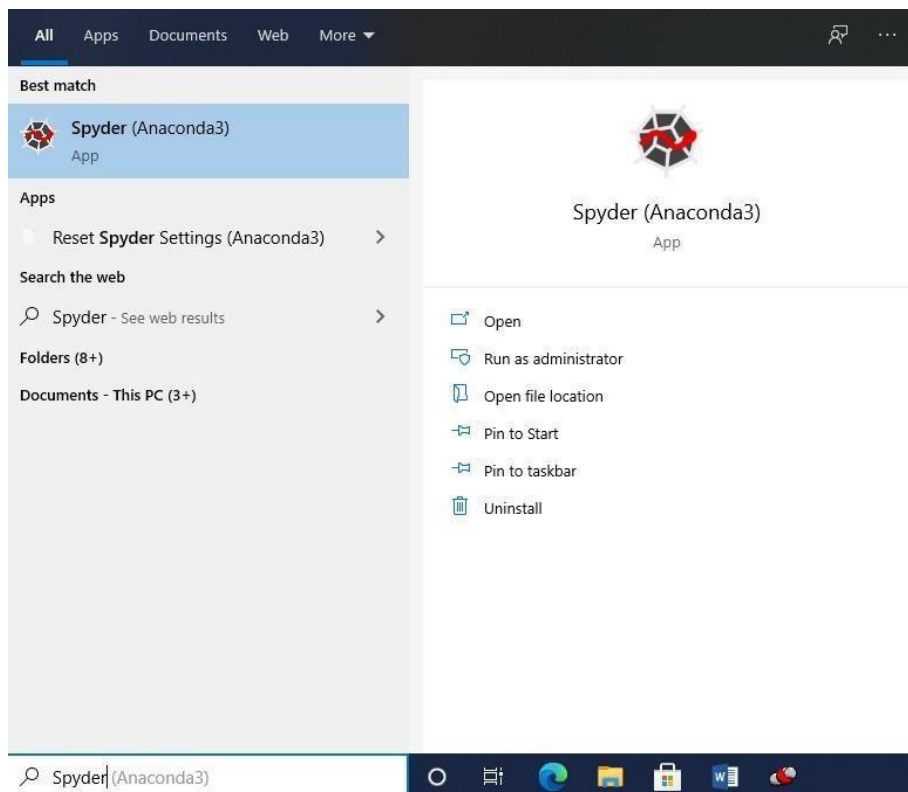 All Apps Documents Web More
Best match
Spyder (Anaconda3)
App
Apps
Reset Spyder Settings (Anaconda3)
Search the web
Spyder - See web results
Folders (8+)
Documents - This PC (3+)
Spyder (Anaconda3)
App
Open
Run as administrator
Open file location
Pin to Start
Pin to taskbar
Uninstall
Spyder (Anaconda3)
W